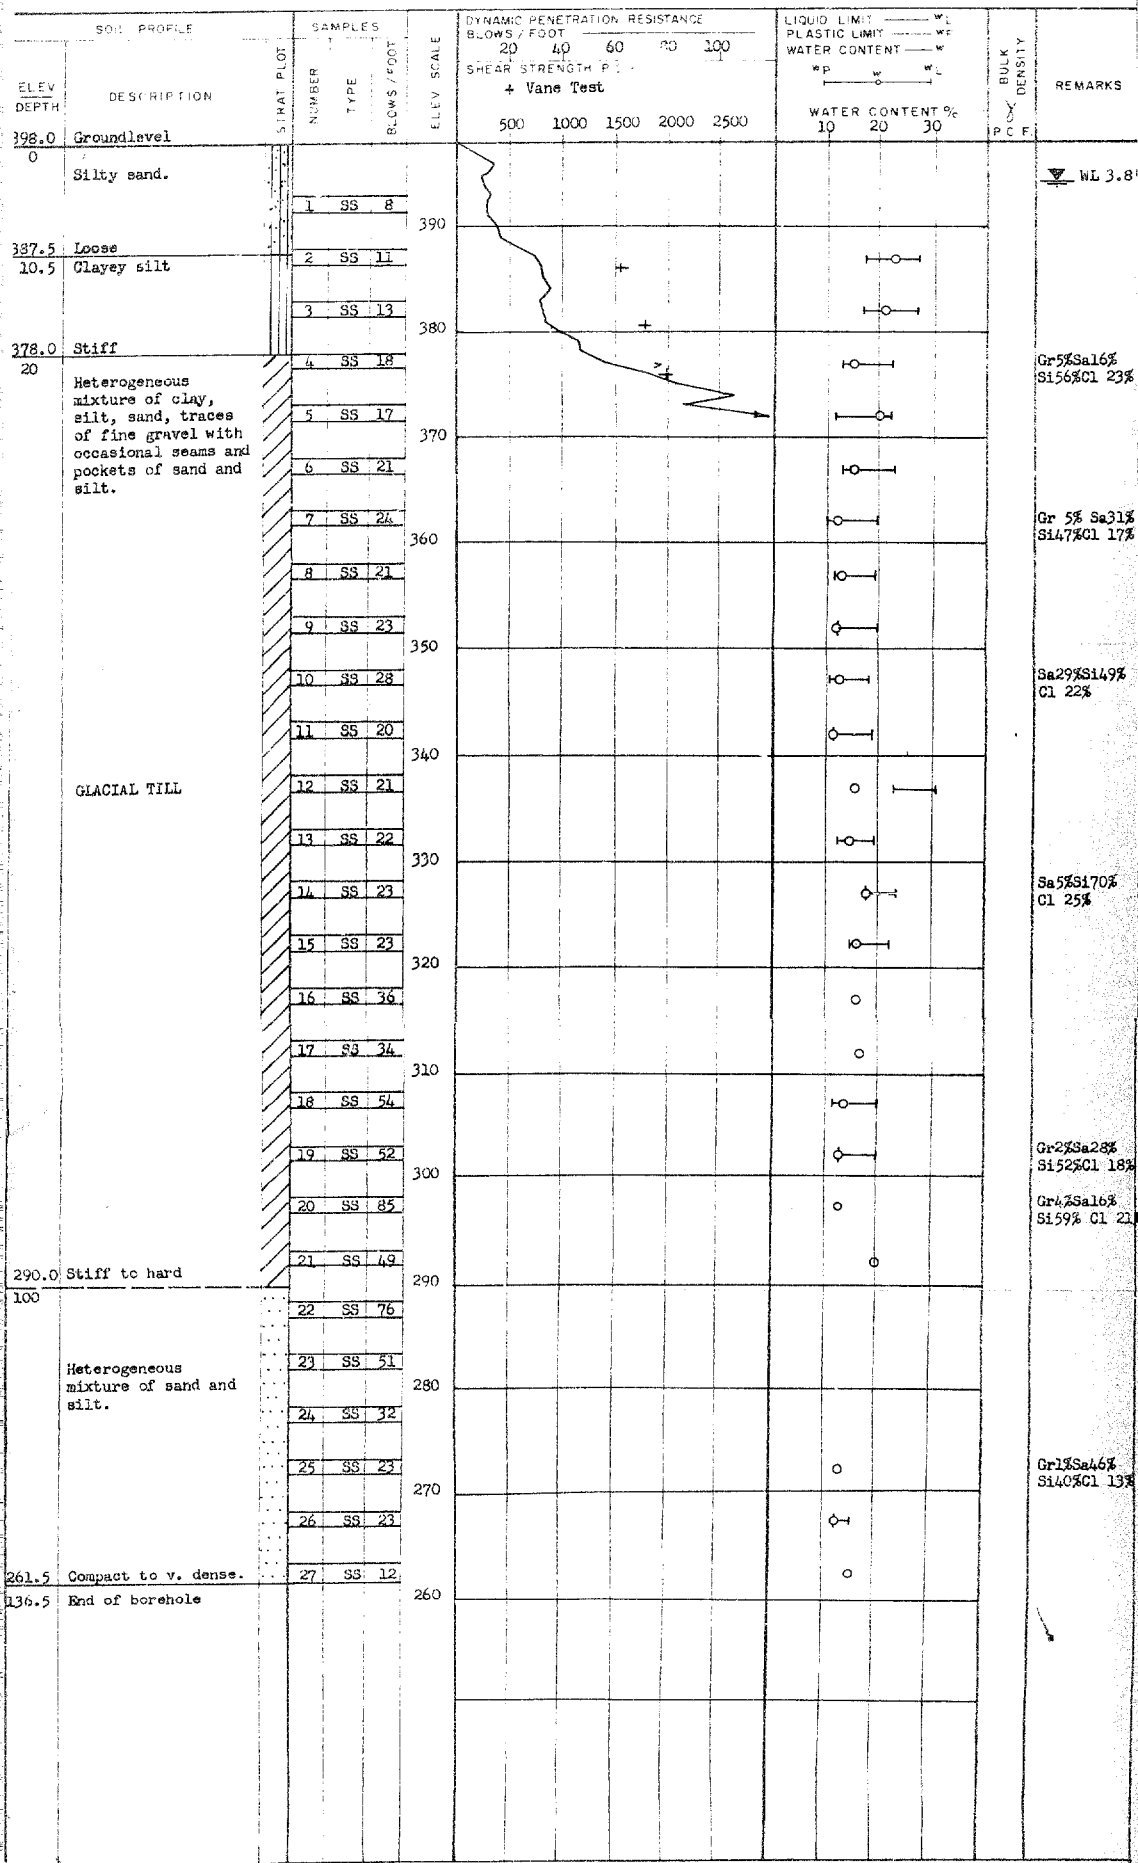 SOIL PROFILE
SAMPLES
DYNAMIC PENETRATION RESISTANCE
BLOWS / FOOT
20 40 60 80 100
SHEAR STRENGTH
+ Vane Test
500 1000 1500 2000 2500
LIQUID LIMIT WL
PLASTIC LIMIT
WATER CONTENT w
WP w WL
WATER CONTENT %
10 20 30
BULK DENSITY
γ
P.C.F.
REMARKS
ELEV
DEPTH
DESCRIPTION
STRAT PLOT
NUMBER
TYPE
BLOWS / FOOT
ELEV SCALE
398.0 Groundlevel
0
Silty sand.
WL 3.8'
1 SS 8
390
387.5 Loose
10.5 Clayey silt
2 SS 11
3 SS 13
380
378.0 Stiff
20
4 SS 18
Gr5%Sa16%
Si56%Cl 23%
Heterogeneous
mixture of clay,
silt, sand, traces
of fine gravel with
occasional seams and
pockets of sand and
silt.
5 SS 17
370
6 SS 21
7 SS 24
Gr 5% Sa31%
Si47%Cl 17%
360
8 SS 21
9 SS 23
350
10 SS 28
Sa29%Si49%
Cl 22%
11 SS 20
340
GLACIAL TILL
12 SS 21
13 SS 22
330
14 SS 23
Sa5%Si70%
Cl 25%
15 SS 23
320
16 SS 36
17 SS 34
310
18 SS 54
19 SS 52
Gr2%Sa28%
Si52%Cl 18%
300
20 SS 85
Gr4%Sa16%
Si59% Cl 21
21 SS 49
290.0 Stiff to hard
290
100
22 SS 76
23 SS 51
Heterogeneous
mixture of sand and
silt.
280
24 SS 32
25 SS 23
Gr1%Sa46%
Si40%Cl 13%
270
26 SS 23
261.5 Compact to v. dense.
27 SS 12
136.5 End of borehole
260